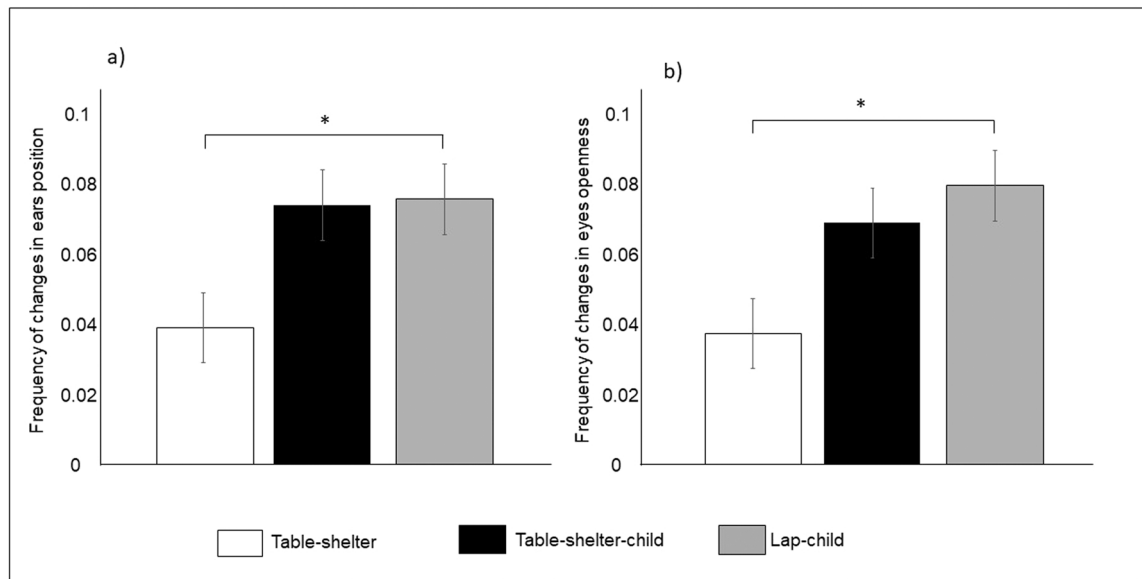 a)
Frequency of changes in ears position
0.1
0.08
0.06
0.04
0.02
0
*
b)
Frequency of changes in eyes openness
0.1
0.08
0.06
0.04
0.02
0
*
Table-shelter
Table-shelter-child
Lap-child